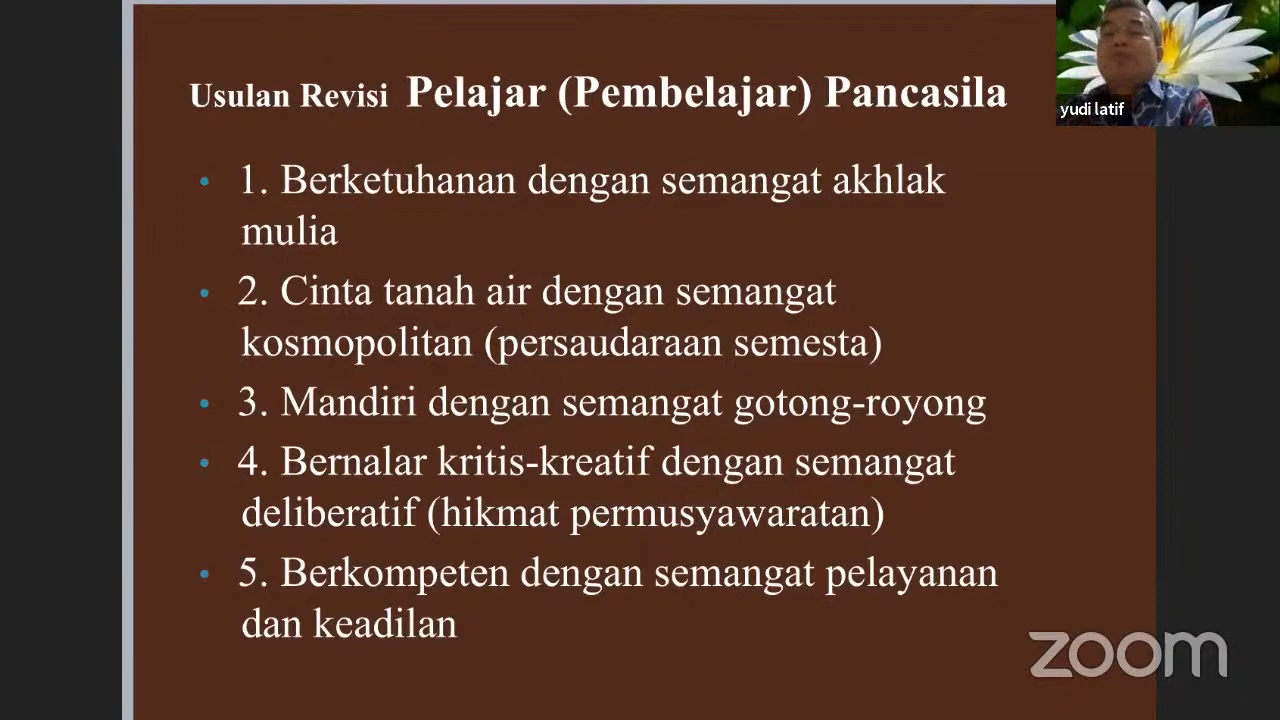 Usulan Revisi Pelajar (Pembelajar) Pancasila
yudi latif
• 1. Berketuhanan dengan semangat akhlak
mulia
• 2. Cinta tanah air dengan semangat
kosmopolitan (persaudaraan semesta)
• 3. Mandiri dengan semangat gotong-royong
• 4. Bernalar kritis-kreatif dengan semangat
deliberatif (hikmat permusyawaratan)
• 5. Berkompeten dengan semangat pelayanan
dan keadilan
zoom